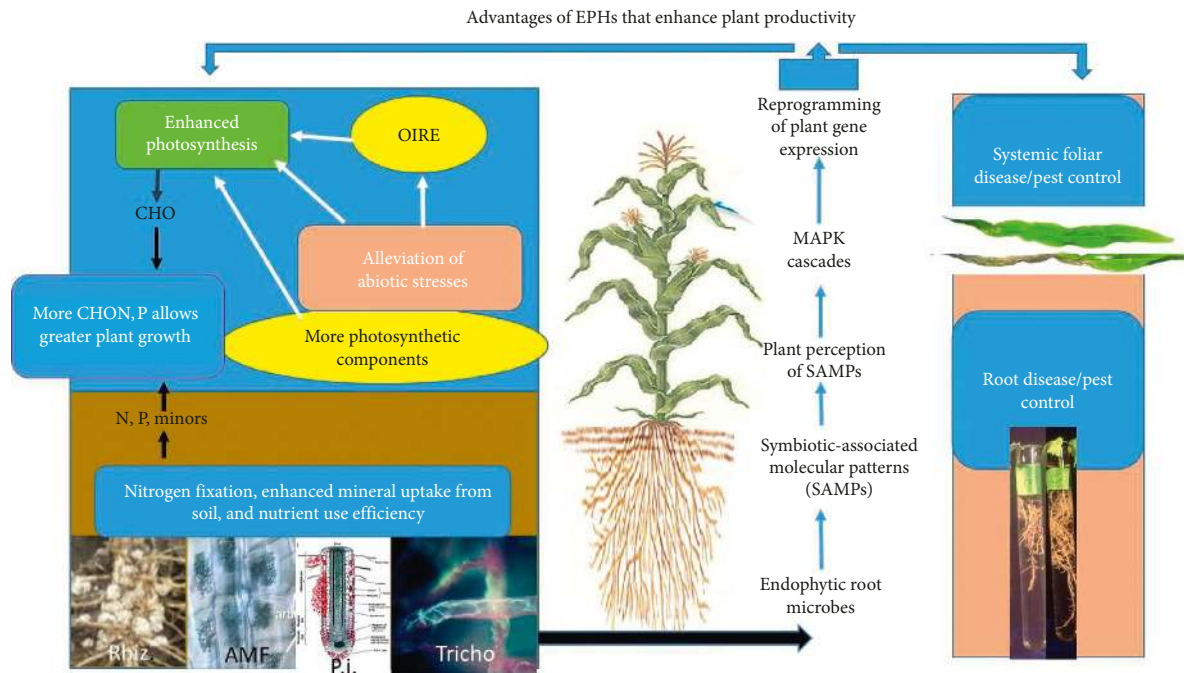 Advantages of EPHs that enhance plant productivity
Enhanced
photosynthesis
OIRE
CHO
Alleviation of
abiotic stresses
More CHON, P allows
greater plant growth
More photosynthetic
components
N, P, minors
Nitrogen fixation, enhanced mineral uptake from
soil, and nutrient use efficiency
Rhiz
AMF
P.i.
Tricho
Reprogramming
of plant gene
expression
MAPK
cascades
Plant perception
of SAMPs
Symbiotic-associated
molecular patterns
(SAMPs)
Endophytic root
microbes
Systemic foliar
disease/pest control
Root disease/pest
control